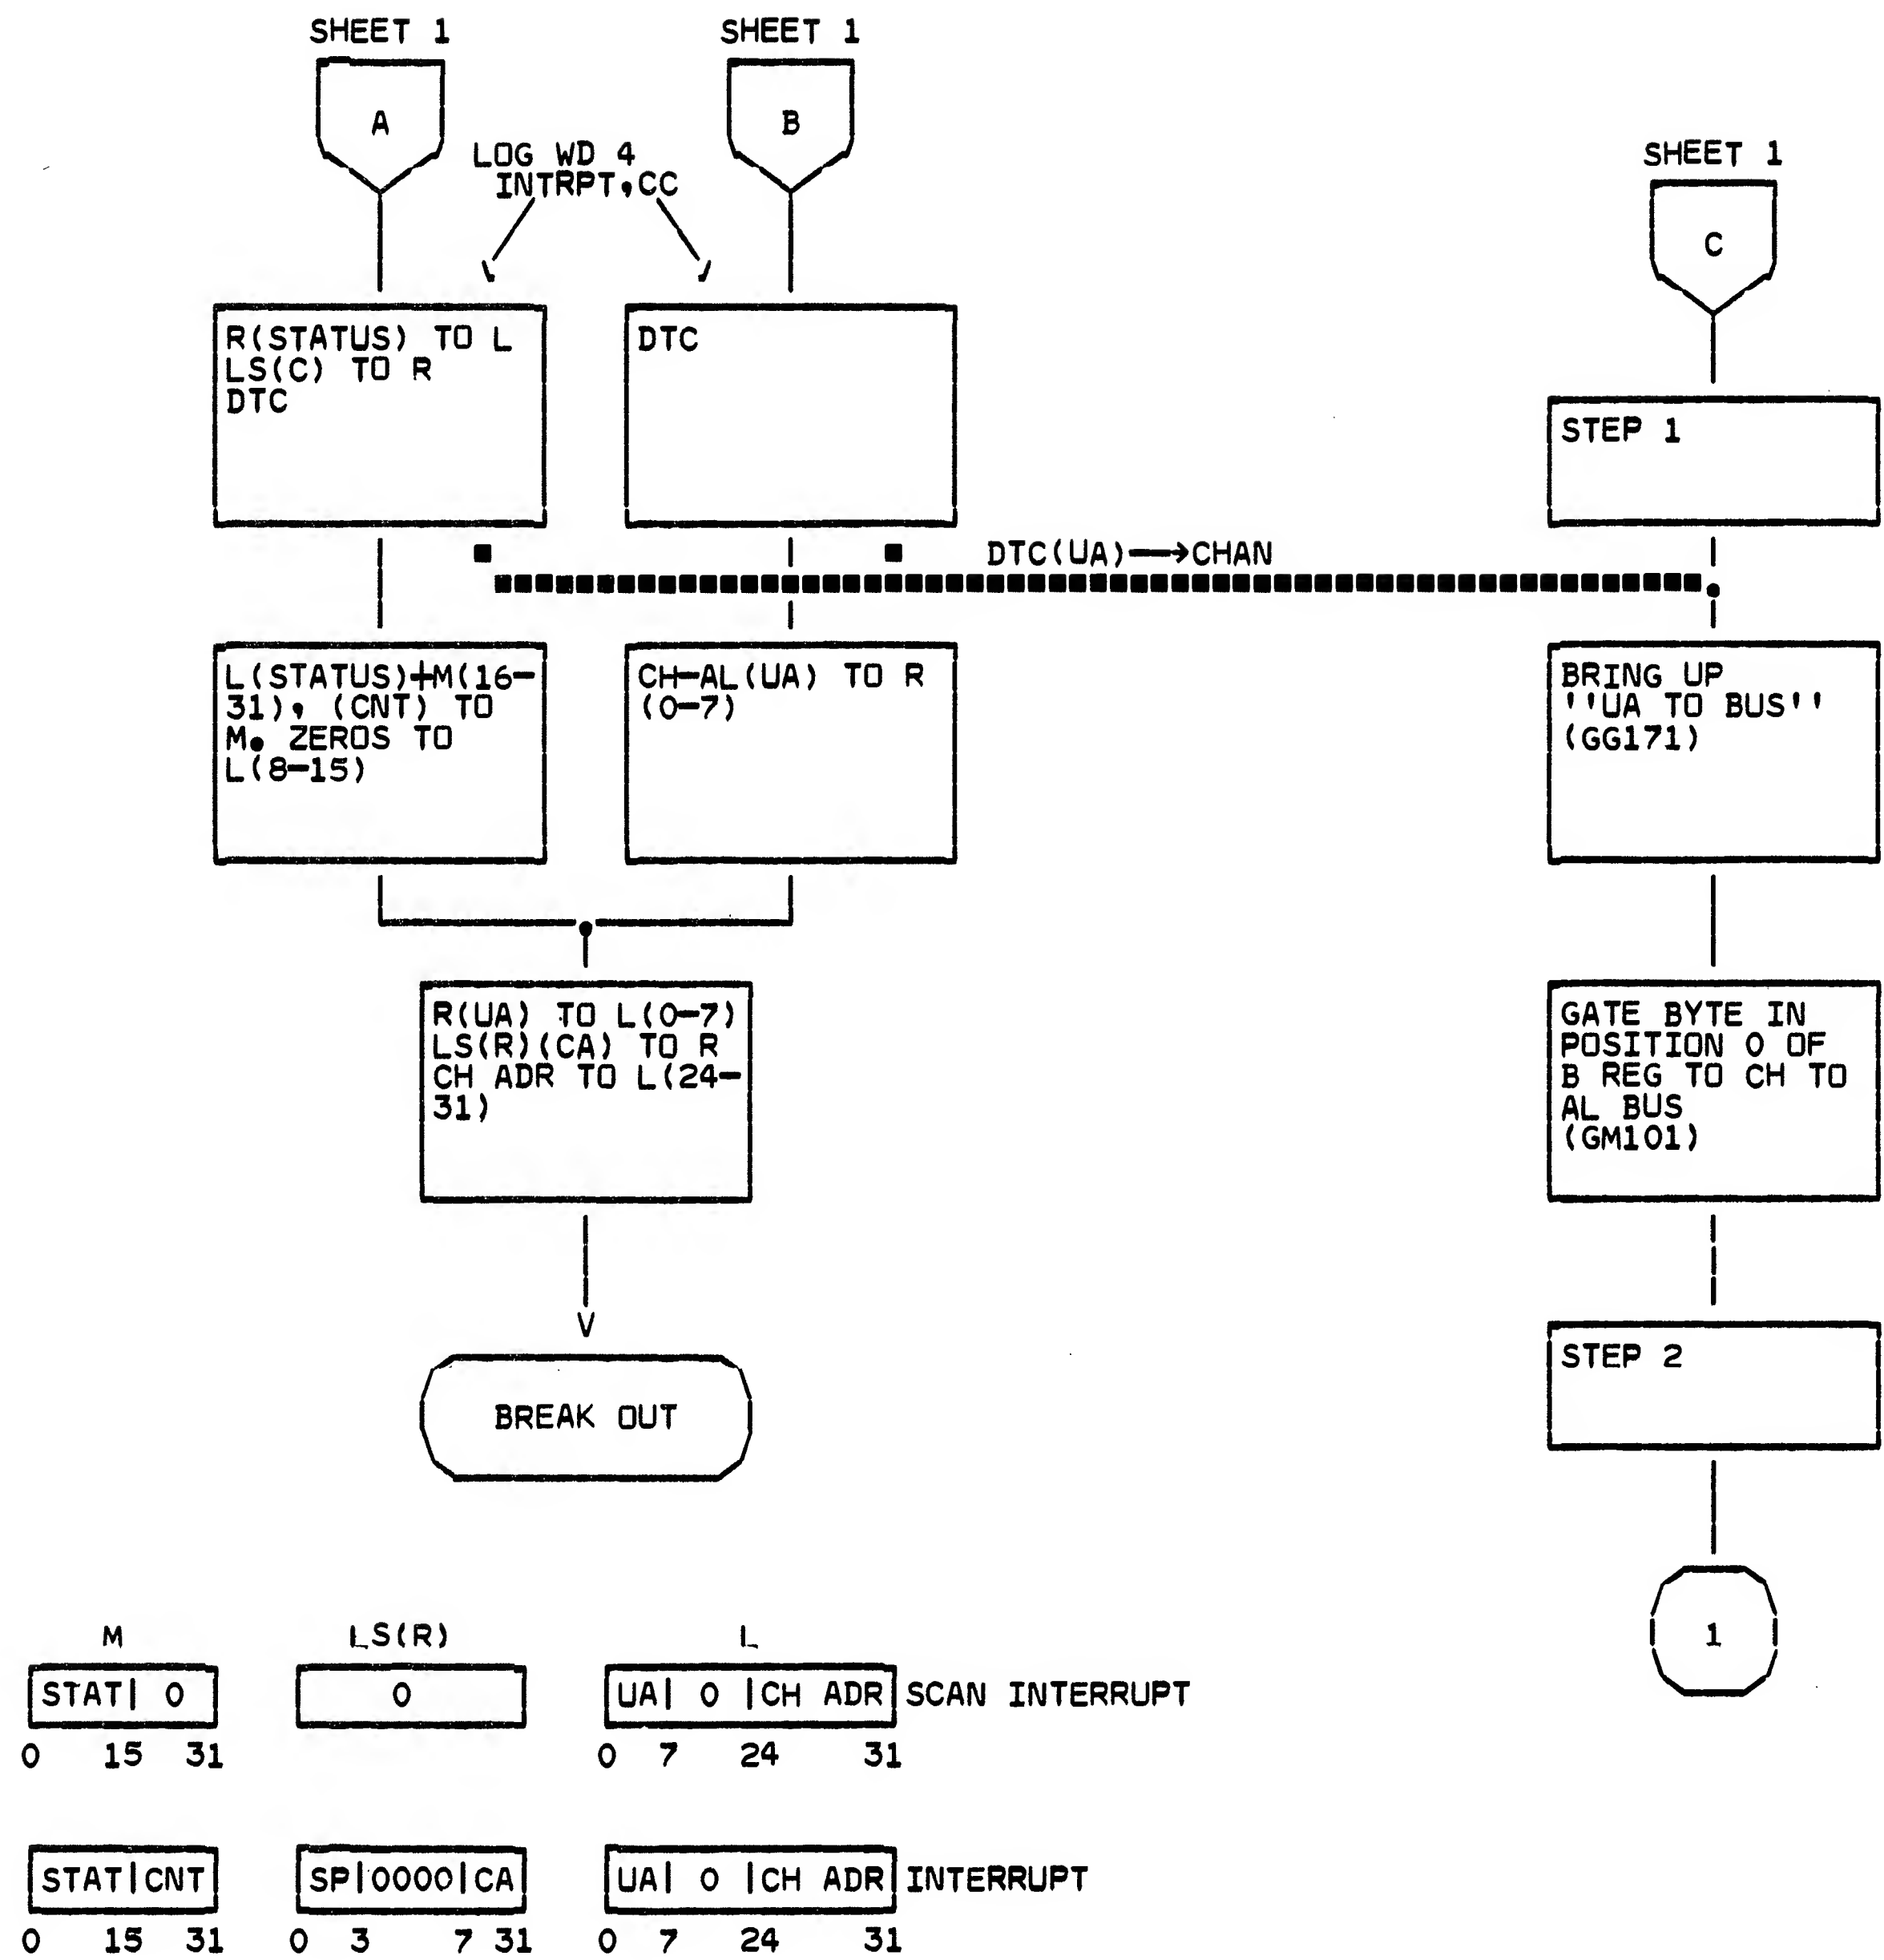 SHEET 1
A
SHEET 1
B
LOG WD 4
INTRPT,CC
SHEET 1
C
R(STATUS) TO L
LS(C) TO R
DTC
DTC
STEP 1
DTC(UA)→CHAN
L(STATUS)+M(16-
31), (CNT) TO
M. ZEROS TO
L(8-15)
CH-AL(UA) TO R
(0-7)
BRING UP
''UA TO BUS''
(GG171)
R(UA) TO L(0-7)
LS(R)(CA) TO R
CH ADR TO L(24-
31)
GATE BYTE IN
POSITION 0 OF
B REG TO CH TO
AL BUS
(GM101)
BREAK OUT
STEP 2
1
M LS(R) L
STAT| 0 0 UA| 0 |CH ADR SCAN INTERRUPT
0 15 31 0 7 24 31
STAT|CNT SP|0000|CA UA| 0 |CH ADR INTERRUPT
0 15 31 0 3 7 31 0 7 24 31